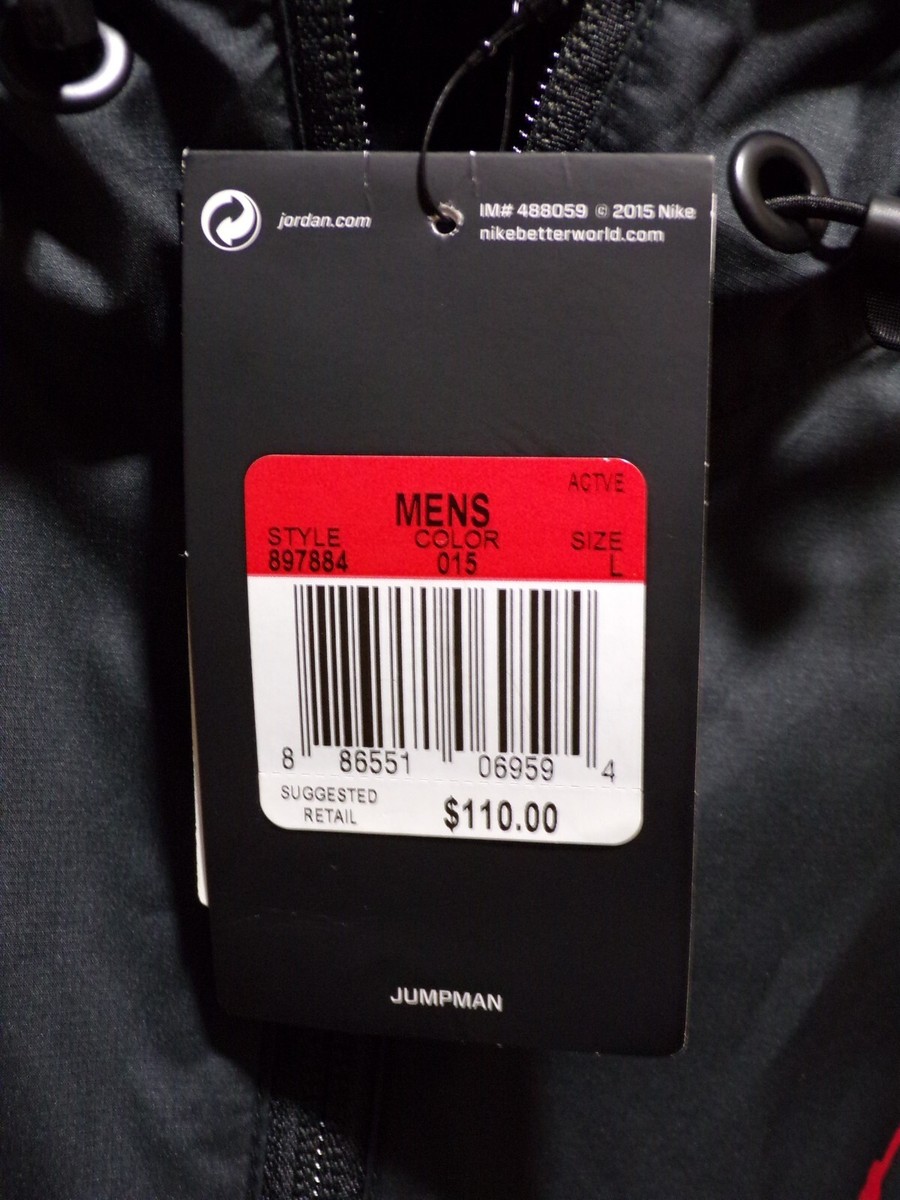 jordan.com
IM# 488059 © 2015 Nike
nikebetterworld.com
ACTVE
MENS
STYLE COLOR SIZE
897884 015 L
8 86551 06959 4
SUGGESTED
RETAIL
$110.00
JUMPMAN